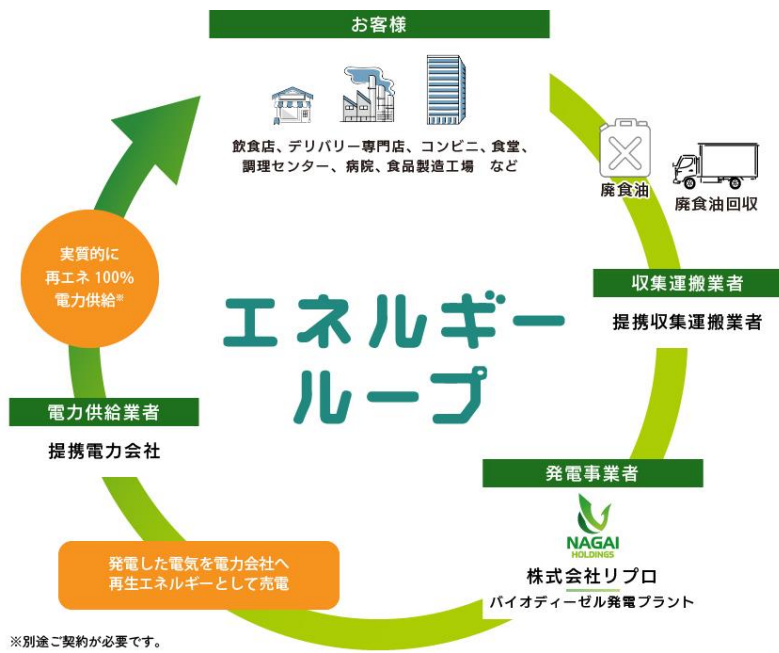 お客様
飲食店、デリバリー専門店、コンビニ、食堂、
調理センター、病院、食品製造工場　など
廃食油
廃食油回収
収集運搬業者
提携収集運搬業者
実質的に
再エネ100%
電力供給※
エネルギー
ループ
電力供給業者
提携電力会社
発電事業者
NAGAI
HOLDINGS
株式会社リプロ
バイオディーゼル発電プラント
発電した電気を電力会社へ
再生エネルギーとして売電
※別途ご契約が必要です。